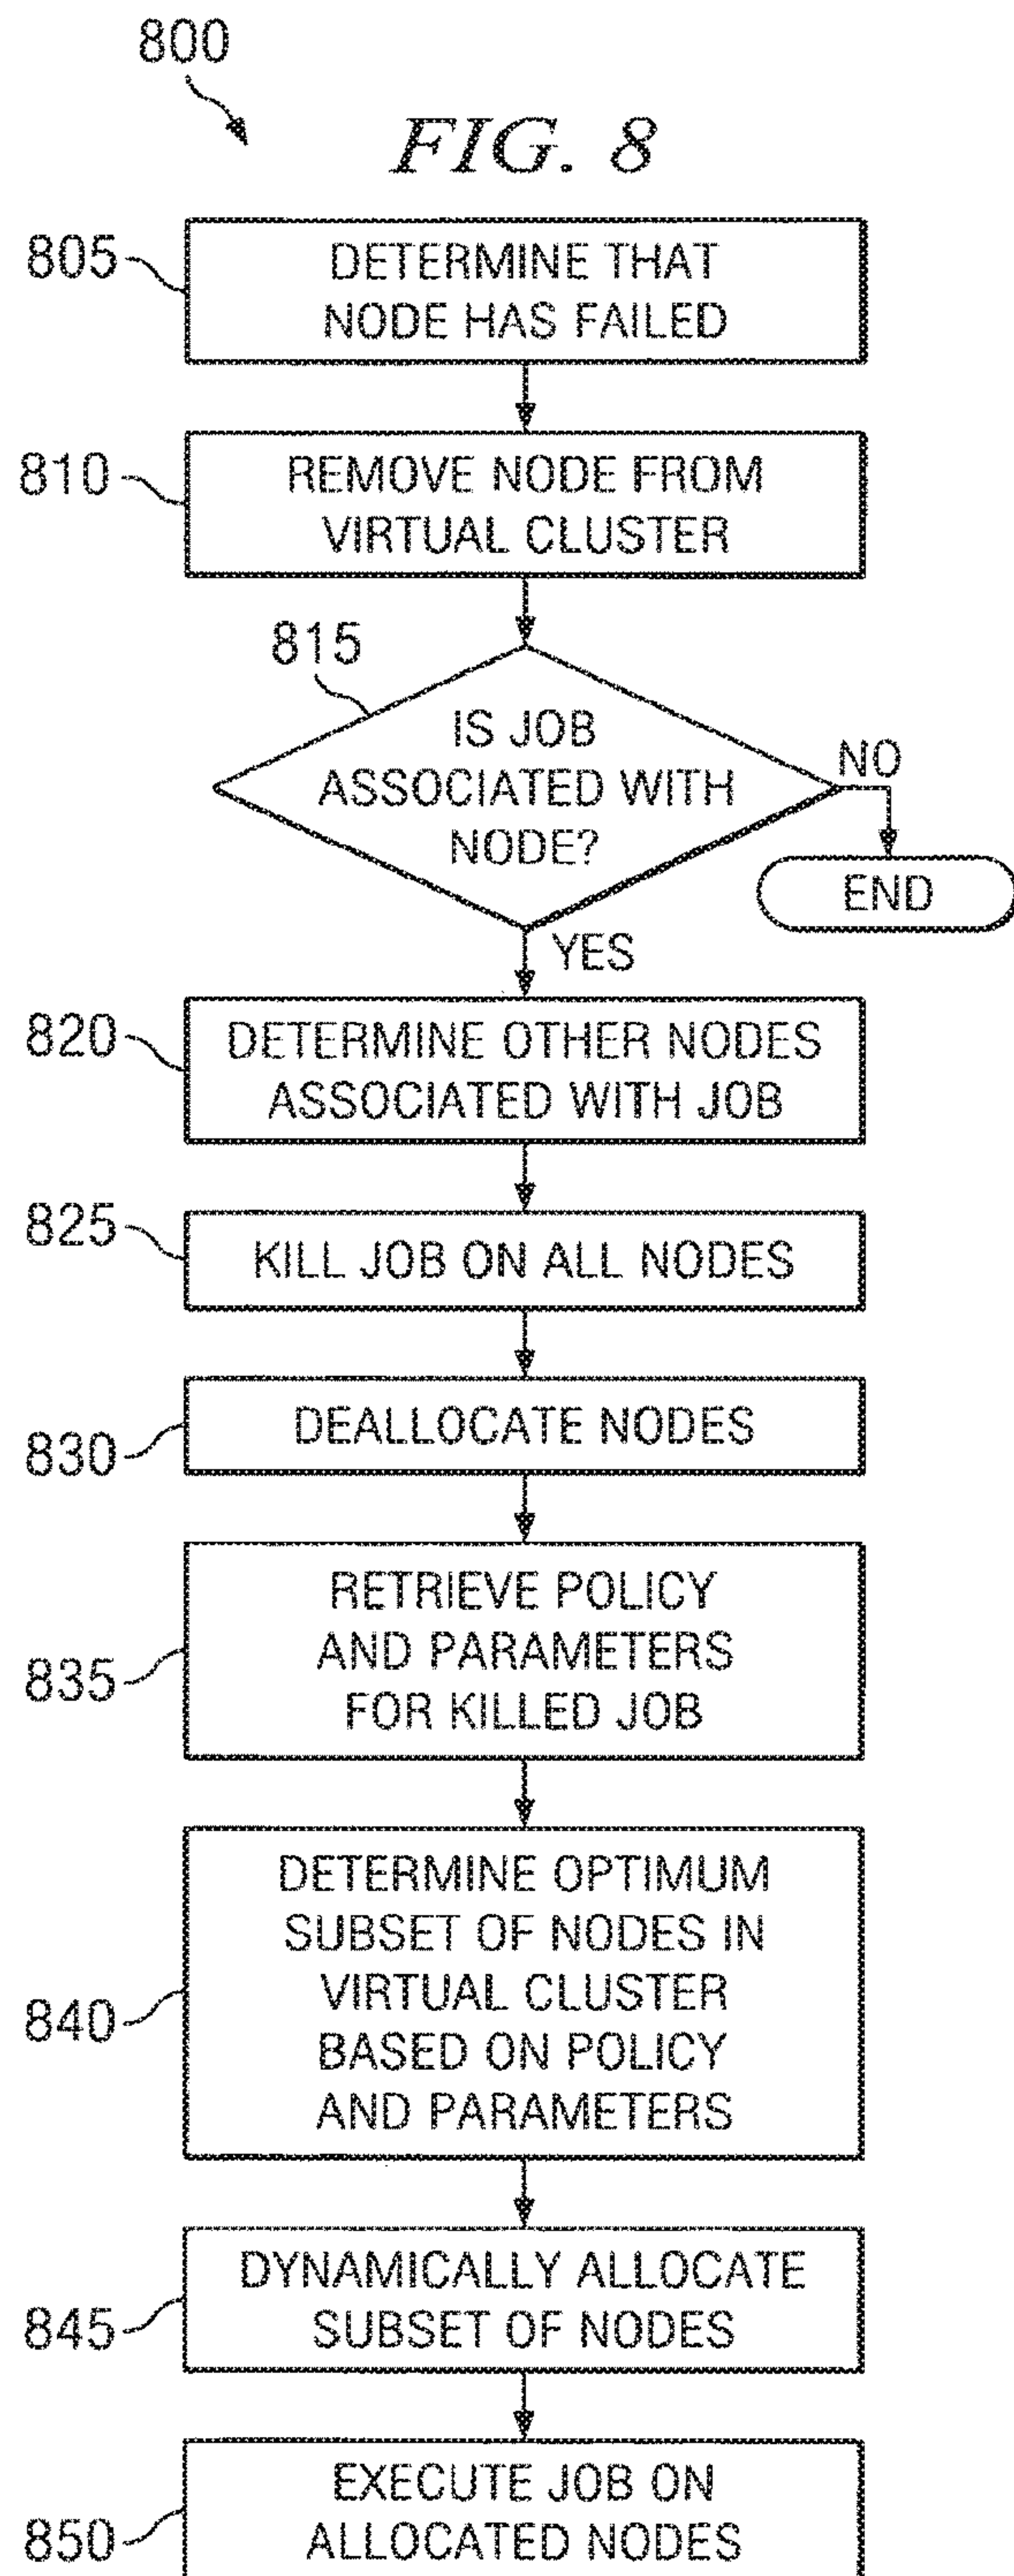 800
FIG. 8
805
DETERMINE THAT
NODE HAS FAILED
810
REMOVE NODE FROM
VIRTUAL CLUSTER
815
IS JOB
ASSOCIATED WITH
NODE?
NO
END
YES
820
DETERMINE OTHER NODES
ASSOCIATED WITH JOB
825
KILL JOB ON ALL NODES
830
DEALLOCATE NODES
835
RETRIEVE POLICY
AND PARAMETERS
FOR KILLED JOB
840
DETERMINE OPTIMUM
SUBSET OF NODES IN
VIRTUAL CLUSTER
BASED ON POLICY
AND PARAMETERS
845
DYNAMICALLY ALLOCATE
SUBSET OF NODES
850
EXECUTE JOB ON
ALLOCATED NODES